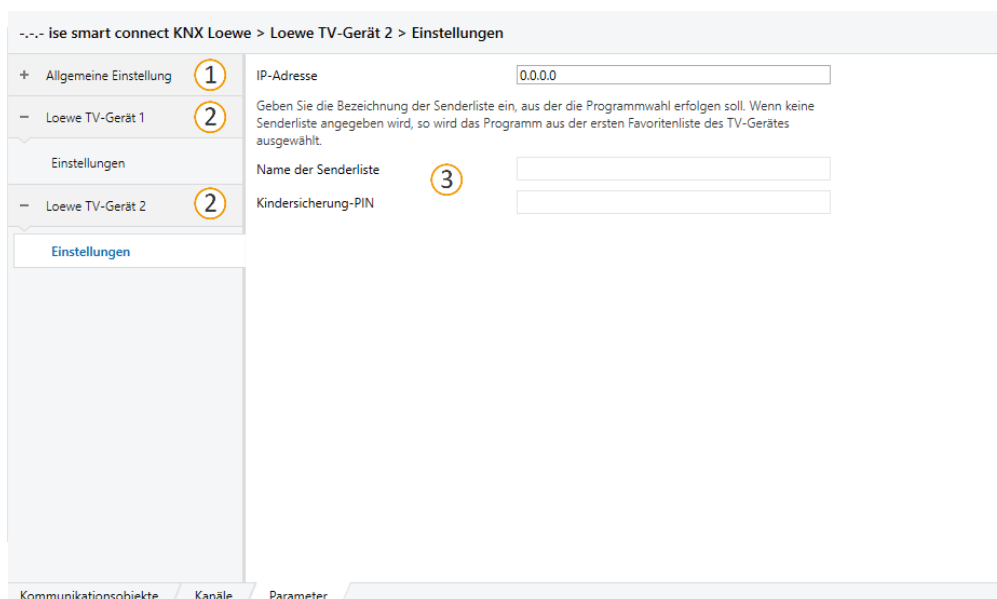 -.-.- ise smart connect KNX Loewe > Loewe TV-Gerät 2 > Einstellungen
+ Allgemeine Einstellung 1
− Loewe TV-Gerät 1 2
Einstellungen
− Loewe TV-Gerät 2 2
Einstellungen
IP-Adresse 0.0.0.0
Geben Sie die Bezeichnung der Senderliste ein, aus der die Programmwahl erfolgen soll. Wenn keine
Senderliste angegeben wird, so wird das Programm aus der ersten Favoritenliste des TV-Gerätes
ausgewählt.
Name der Senderliste
3
Kindersicherung-PIN
Kommunikationsobjekte Kanäle Parameter